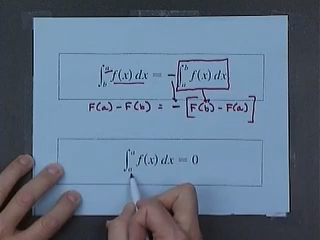 ∫_b^a f(x) dx = −∫_a^b f(x) dx
F(a) − F(b) = − [F(b) − F(a)]
∫_a^a f(x) dx = 0